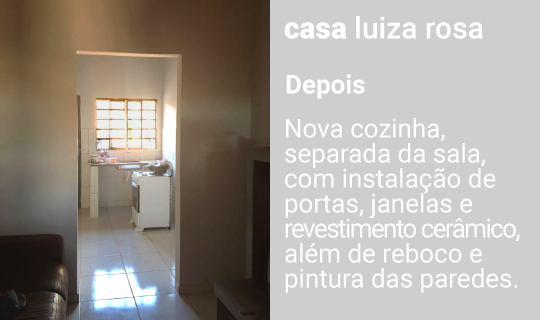 casa luiza rosa
Depois
Nova cozinha,
separada da sala,
com instalação de
portas, janelas e
revestimento cerâmico,
além de reboco e
pintura das paredes.